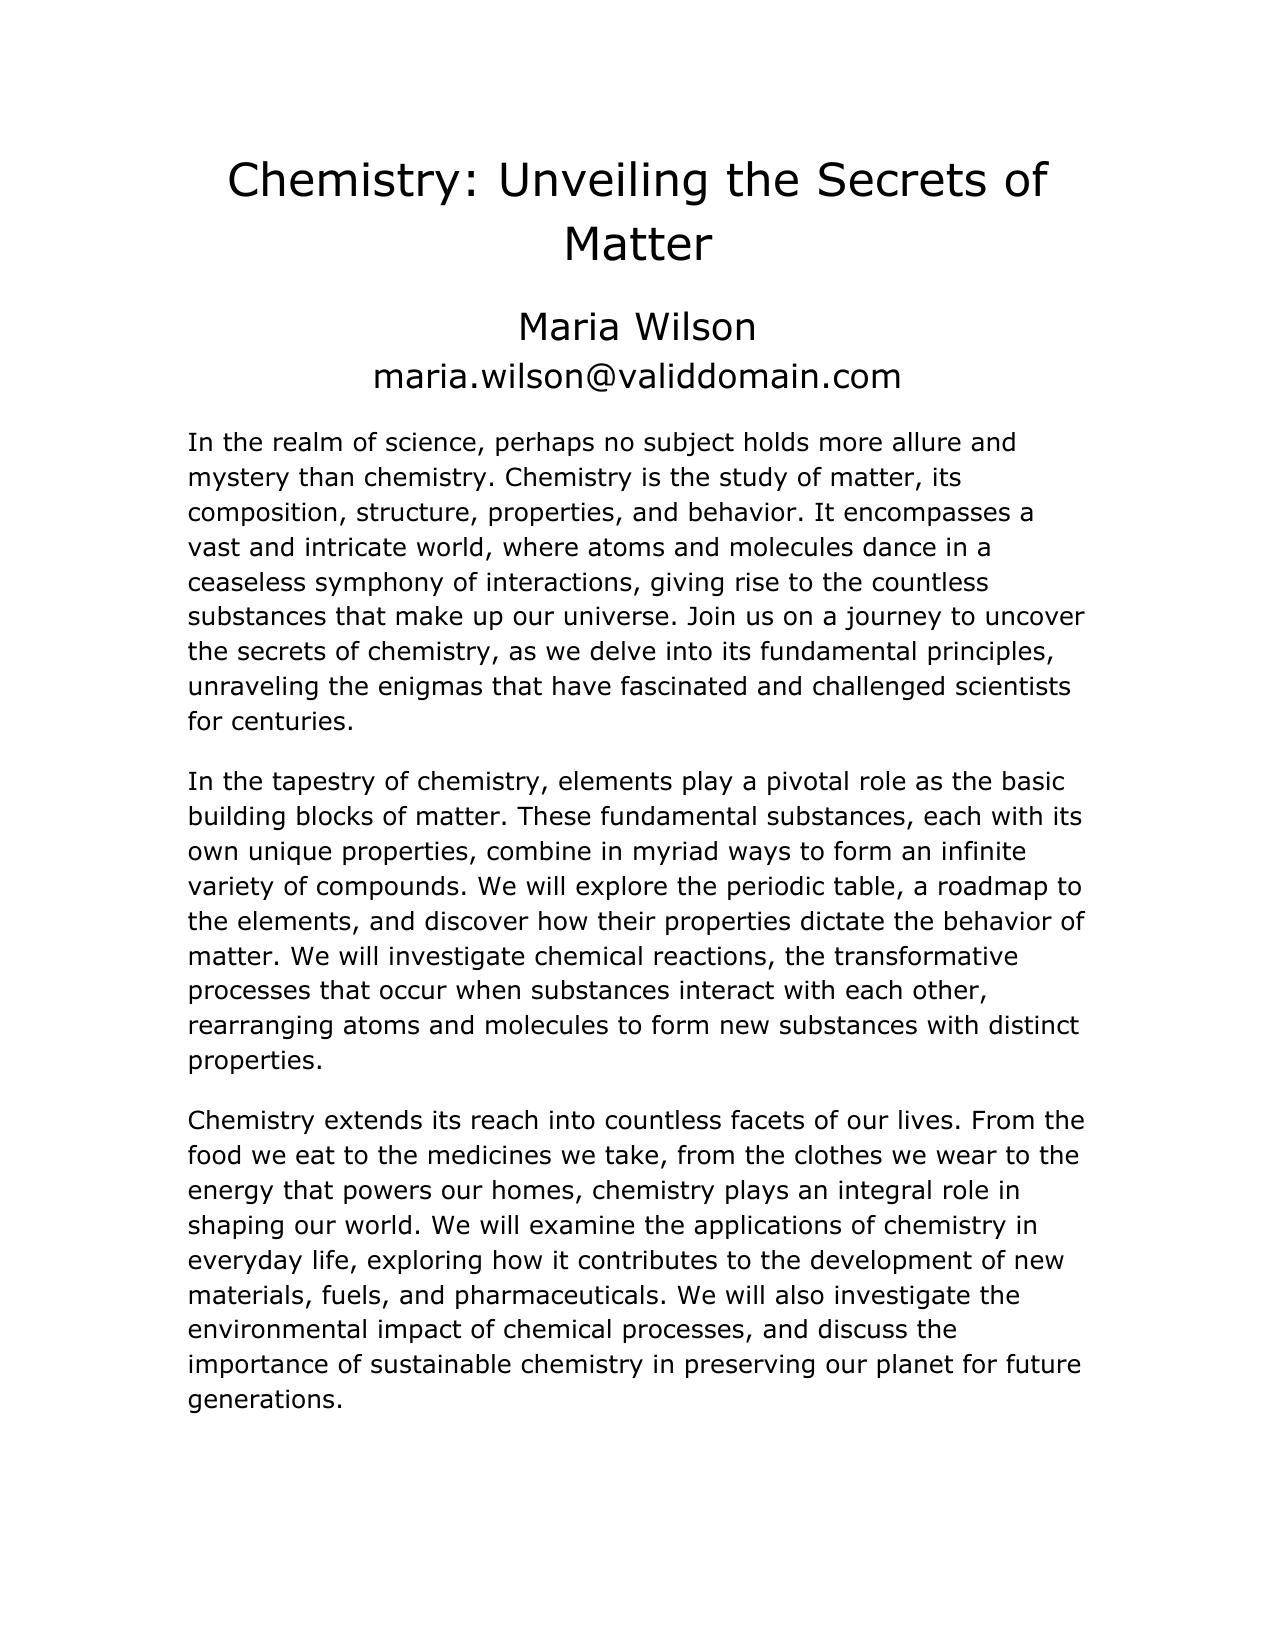 Chemistry: Unveiling the Secrets of
Matter
Maria Wilson
maria.wilson@validdomain.com
In the realm of science, perhaps no subject holds more allure and
mystery than chemistry. Chemistry is the study of matter, its
composition, structure, properties, and behavior. It encompasses a
vast and intricate world, where atoms and molecules dance in a
ceaseless symphony of interactions, giving rise to the countless
substances that make up our universe. Join us on a journey to uncover
the secrets of chemistry, as we delve into its fundamental principles,
unraveling the enigmas that have fascinated and challenged scientists
for centuries.
In the tapestry of chemistry, elements play a pivotal role as the basic
building blocks of matter. These fundamental substances, each with its
own unique properties, combine in myriad ways to form an infinite
variety of compounds. We will explore the periodic table, a roadmap to
the elements, and discover how their properties dictate the behavior of
matter. We will investigate chemical reactions, the transformative
processes that occur when substances interact with each other,
rearranging atoms and molecules to form new substances with distinct
properties.
Chemistry extends its reach into countless facets of our lives. From the
food we eat to the medicines we take, from the clothes we wear to the
energy that powers our homes, chemistry plays an integral role in
shaping our world. We will examine the applications of chemistry in
everyday life, exploring how it contributes to the development of new
materials, fuels, and pharmaceuticals. We will also investigate the
environmental impact of chemical processes, and discuss the
importance of sustainable chemistry in preserving our planet for future
generations.